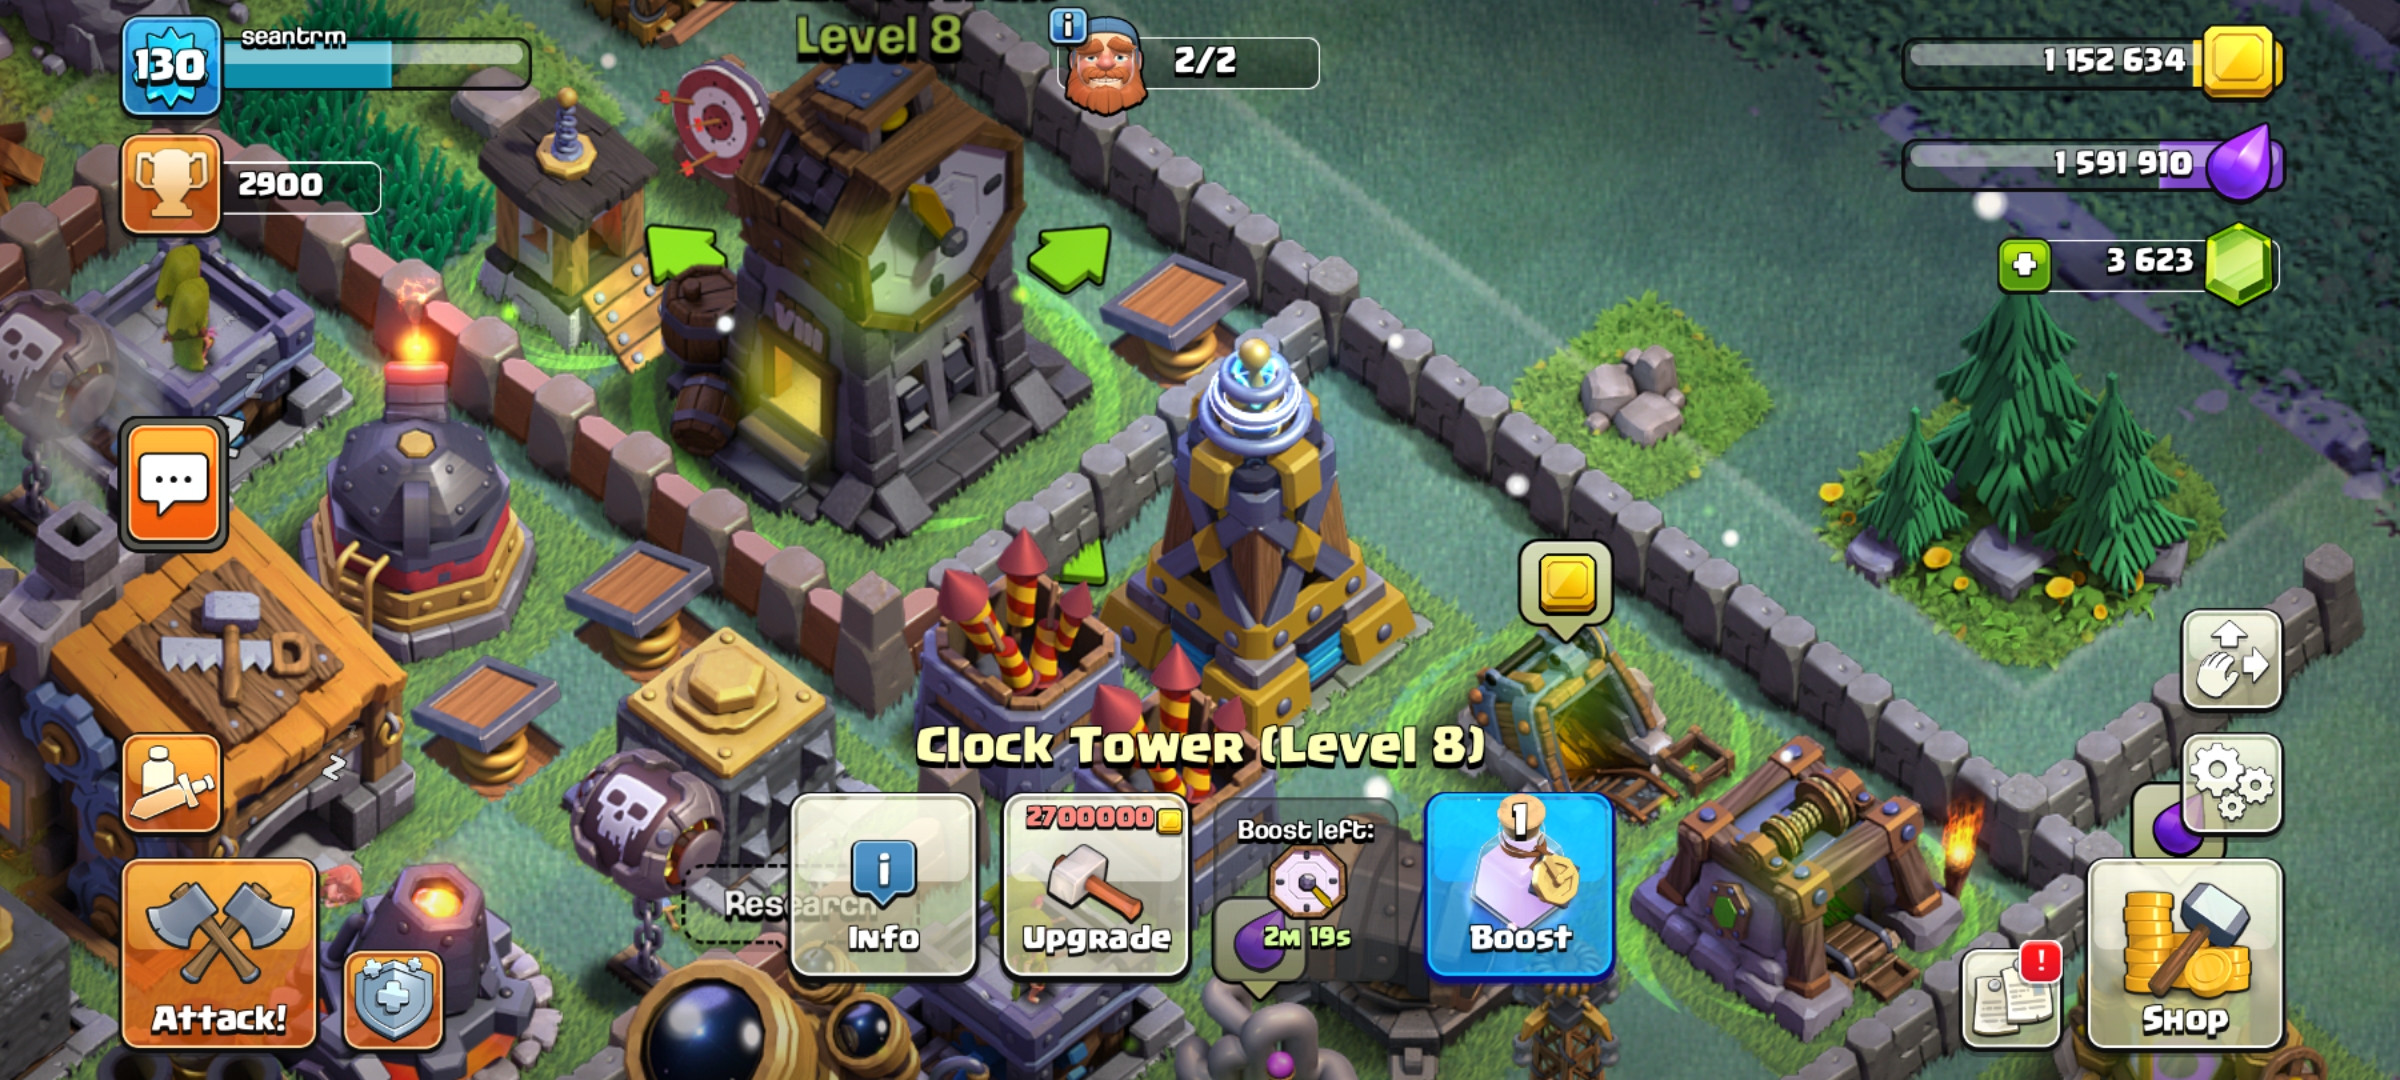 Level 8
130
seantrm
2/2
1 152 634
2900
1 591 910
3 623
VIII
Clock Tower (Level 8)
Research
Info
2700000
Upgrade
Boost left:
2m 19s
1
Boost
Attack!
!
Shop
z
z